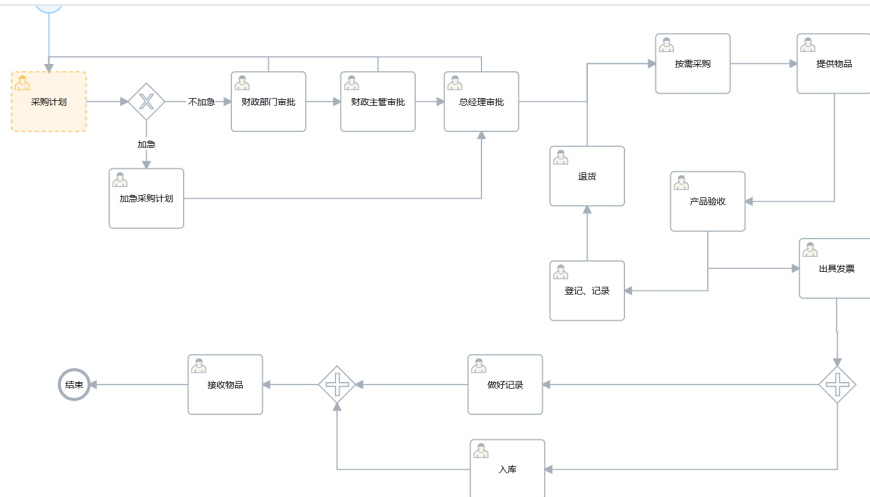 按需采购
提供物品
采购计划
不加急
财政部门审批
财政主管审批
总经理审批
加急
退货
加急采购计划
产品验收
出具发票
登记、记录
结束
接收物品
做好记录
入库